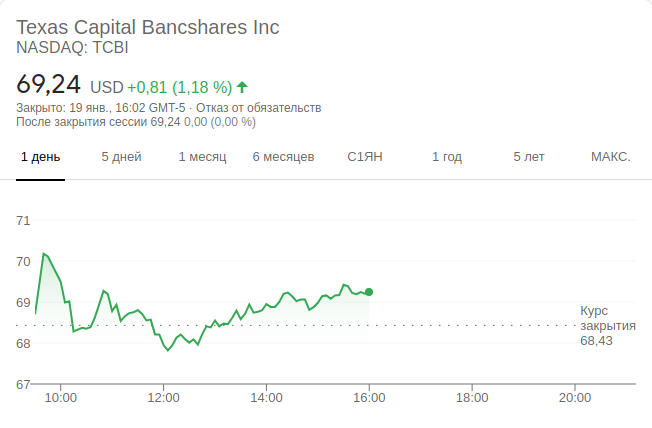 Texas Capital Bancshares Inc
NASDAQ: TCBI
69,24 USD +0,81 (1,18 %)
Закрыто: 19 янв., 16:02 GMT-5 · Отказ от обязательств
После закрытия сессии 69,24 0,00 (0,00 %)
1 день 5 дней 1 месяц 6 месяцев С1ЯН 1 год 5 лет МАКС.
71
70
69
Курс
закрытия
68,43
68
67
10:00 12:00 14:00 16:00 18:00 20:00